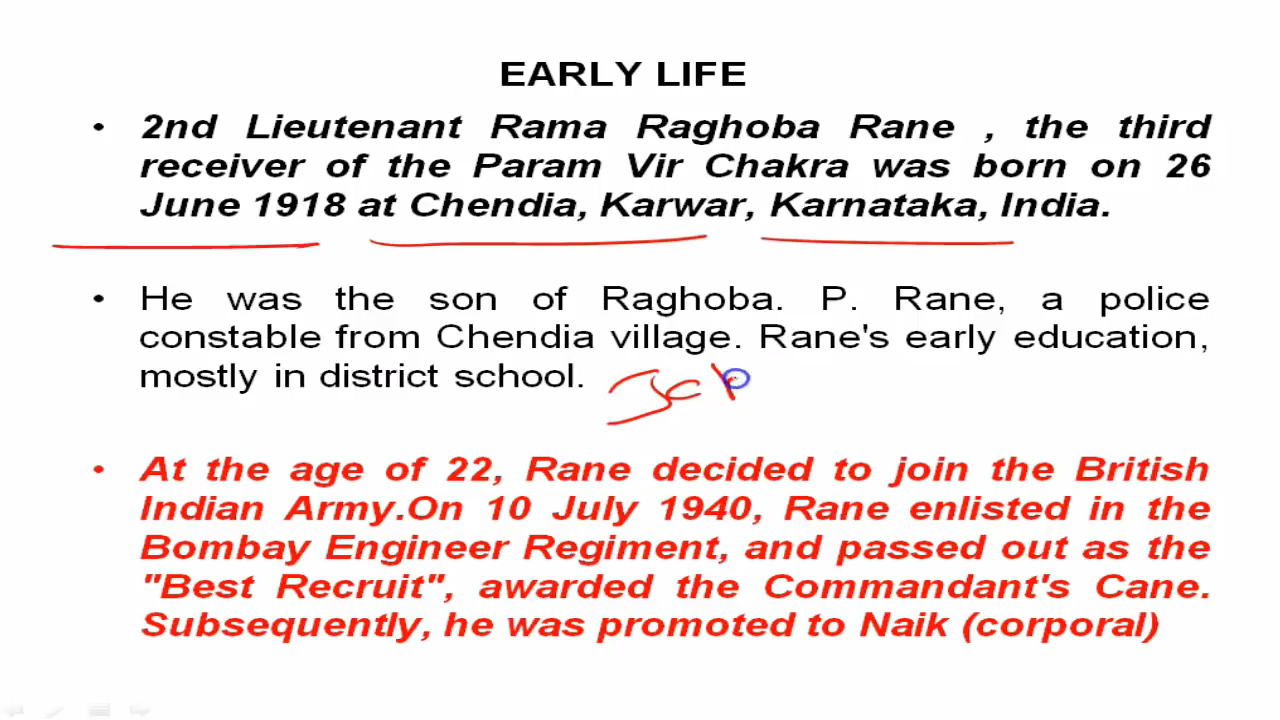 EARLY LIFE
• 2nd Lieutenant Rama Raghoba Rane , the third
receiver of the Param Vir Chakra was born on 26
June 1918 at Chendia, Karwar, Karnataka, India.
• He was the son of Raghoba. P. Rane, a police
constable from Chendia village. Rane's early education,
mostly in district school.
• At the age of 22, Rane decided to join the British
Indian Army.On 10 July 1940, Rane enlisted in the
Bombay Engineer Regiment, and passed out as the
"Best Recruit", awarded the Commandant's Cane.
Subsequently, he was promoted to Naik (corporal)